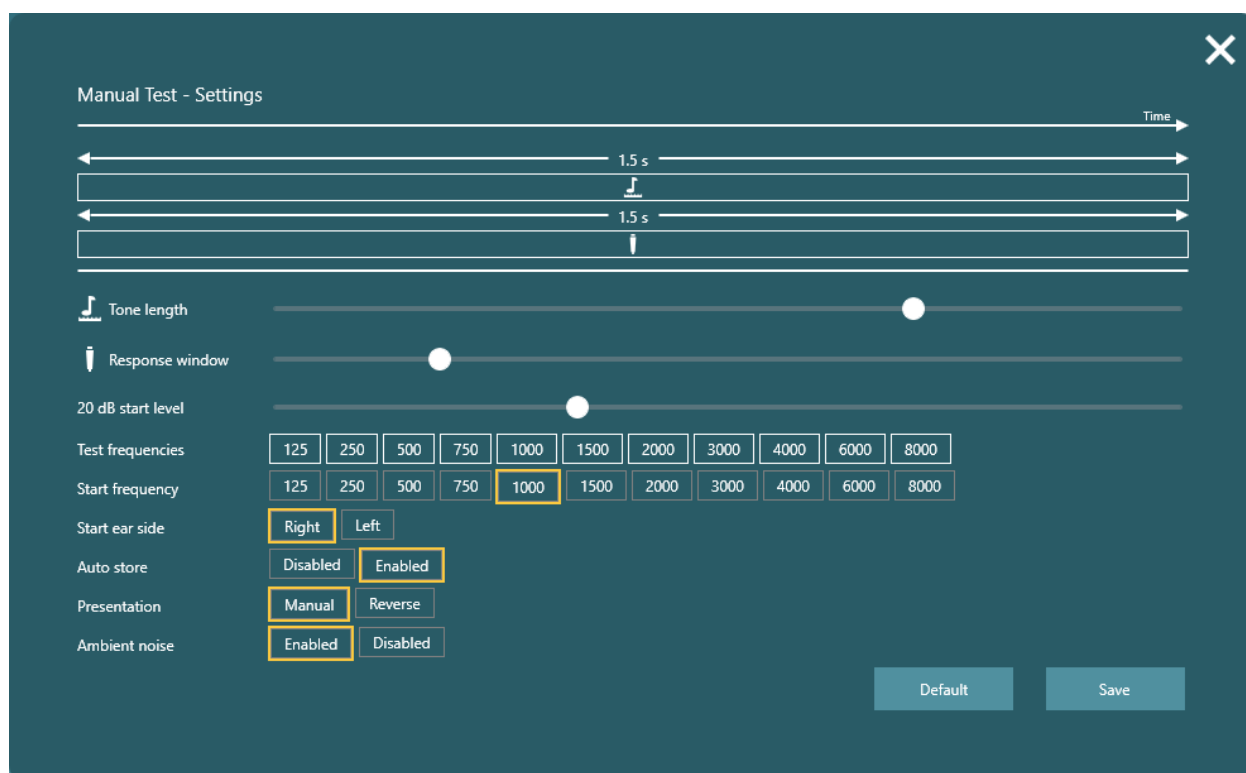 Manual Test - Settings
Time
1.5 s
1.5 s
Tone length
Response window
20 dB start level
Test frequencies 125 250 500 750 1000 1500 2000 3000 4000 6000 8000
Start frequency 125 250 500 750 1000 1500 2000 3000 4000 6000 8000
Start ear side Right Left
Auto store Disabled Enabled
Presentation Manual Reverse
Ambient noise Enabled Disabled
Default Save